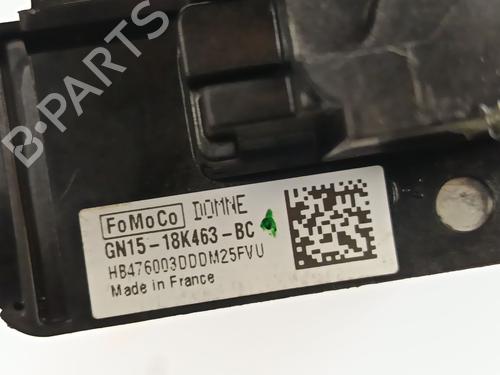 B-PARTS
FoMoCo DOMNE
GN15-18K463-BC
HB476003DDDM25FVU
Made in France